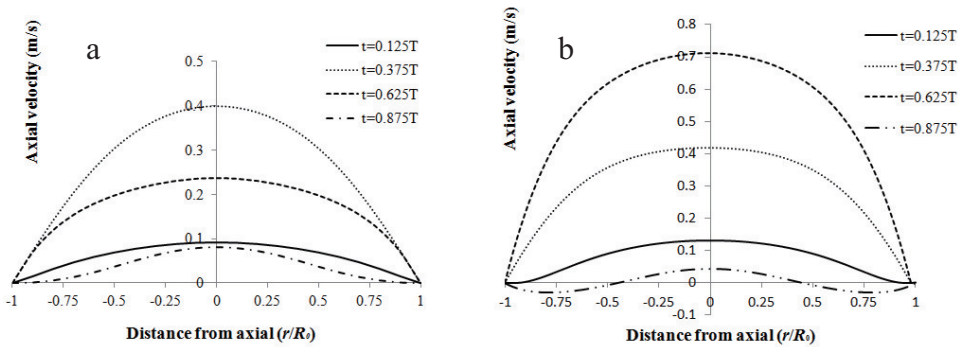 a
Axial velocity (m/s)
t=0.125T
t=0.375T
t=0.625T
t=0.875T
0.5
0.4
0.3
0.2
0.1
0
-1
-0.75
-0.5
-0.25
0
0.25
0.5
0.75
1
Distance from axial (r/R₀)
b
Axial velocity (m/s)
t=0.125T
t=0.375T
t=0.625T
t=0.875T
0.8
0.7
0.6
0.5
0.4
0.3
0.2
0.1
0
-0.1
-1
-0.75
-0.5
-0.25
0
0.25
0.5
0.75
1
Distance from axial (r/R₀)